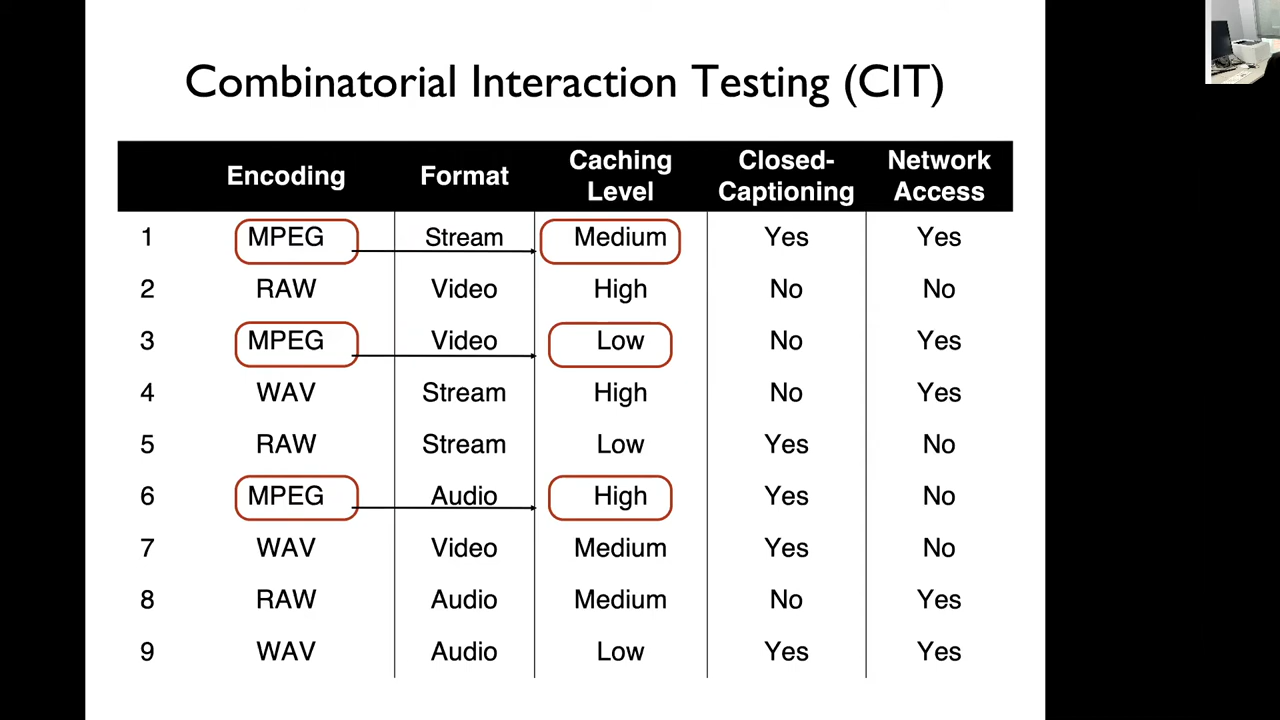 Combinatorial Interaction Testing (CIT)
Encoding Format Caching Level Closed-Captioning Network Access
1 MPEG Stream Medium Yes Yes
2 RAW Video High No No
3 MPEG Video Low No Yes
4 WAV Stream High No Yes
5 RAW Stream Low Yes No
6 MPEG Audio High Yes No
7 WAV Video Medium Yes No
8 RAW Audio Medium No Yes
9 WAV Audio Low Yes Yes